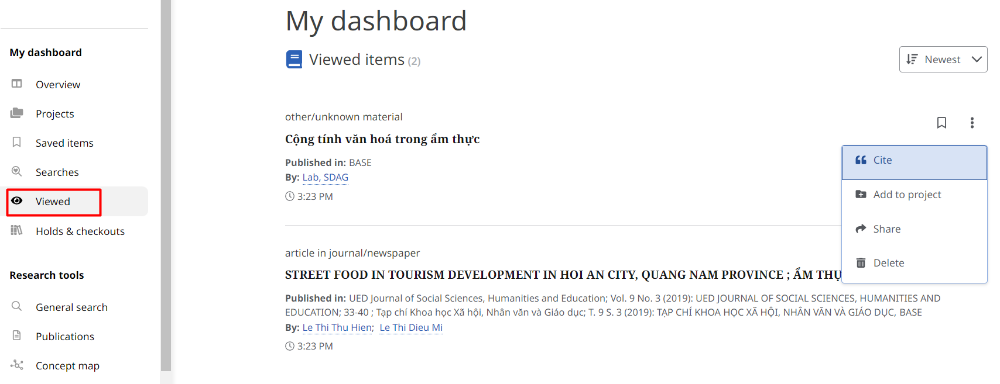 My dashboard
Overview
Projects
Saved items
Searches
Viewed
Holds & checkouts
Research tools
General search
Publications
Concept map
My dashboard
Viewed items (2)
Newest
other/unknown material
Cộng tính văn hoá trong ẩm thực
Published in: BASE
By: Lab, SDAG
3:23 PM
Cite
Add to project
Share
Delete
article in journal/newspaper
STREET FOOD IN TOURISM DEVELOPMENT IN HOI AN CITY, QUANG NAM PROVINCE ; ẨM THỰ
Published in: UED Journal of Social Sciences, Humanities and Education; Vol. 9 No. 3 (2019): UED JOURNAL OF SOCIAL SCIENCES, HUMANITIES AND
EDUCATION; 33-40 ; Tạp chí Khoa học Xã hội, Nhân văn và Giáo dục; T. 9 S. 3 (2019): TẠP CHÍ KHOA HỌC XÃ HỘI, NHÂN VĂN VÀ GIÁO DỤC, BASE
By: Le Thi Thu Hien; Le Thi Dieu Mi
3:23 PM